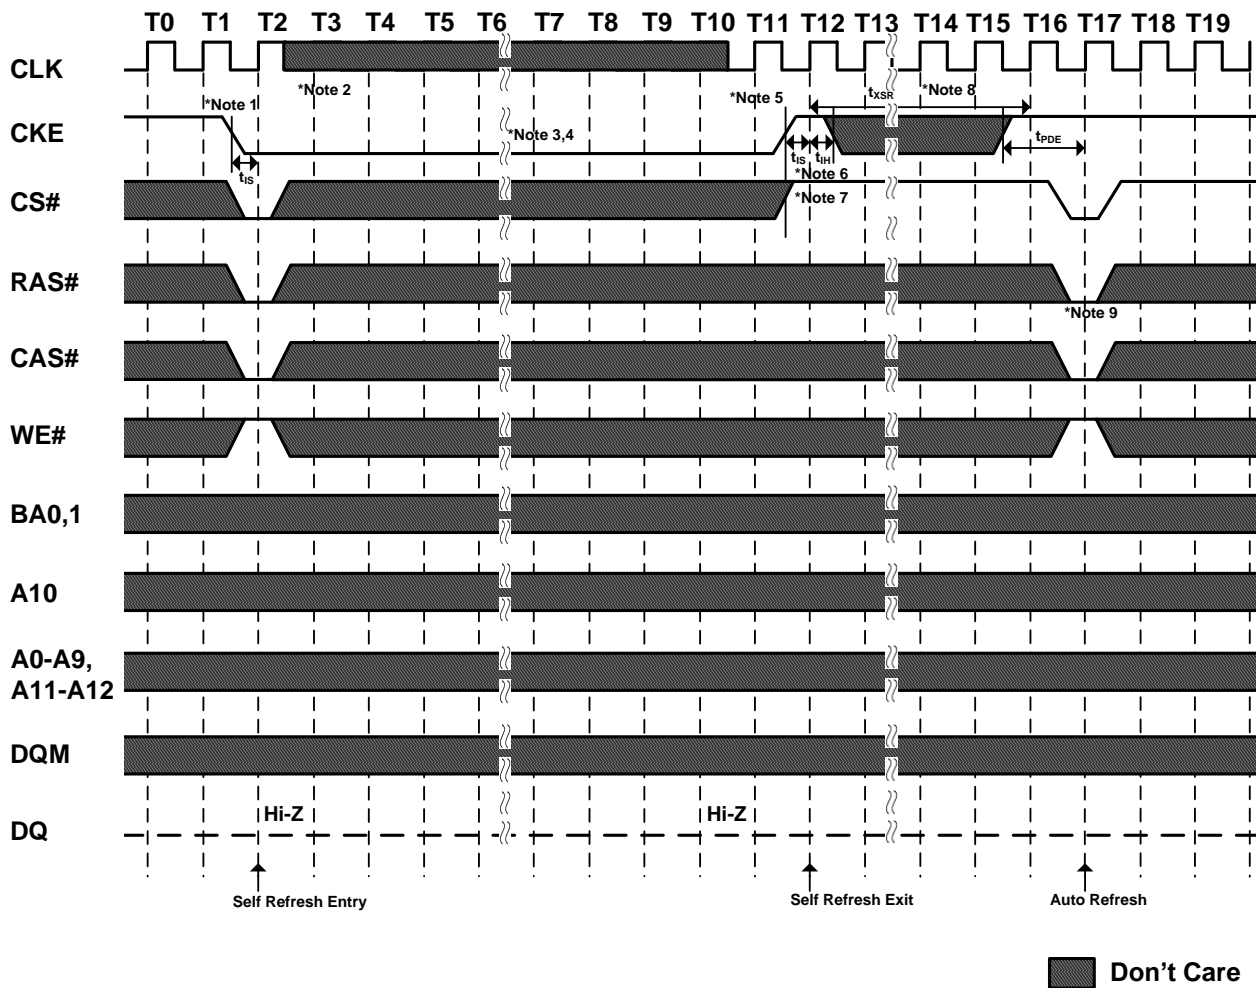 T0 T1 T2 T3 T4 T5 T6 T7 T8 T9 T10 T11 T12 T13 T14 T15 T16 T17 T18 T19
CLK
*Note 2
*Note 1
*Note 5
tXSR
*Note 8
CKE
*Note 3,4
tIS
tIS
tIH
tPDE
*Note 6
CS#
*Note 7
RAS#
*Note 9
CAS#
WE#
BA0,1
A10
A0-A9,
A11-A12
DQM
Hi-Z
Hi-Z
DQ
Self Refresh Entry
Self Refresh Exit
Auto Refresh
Don't Care